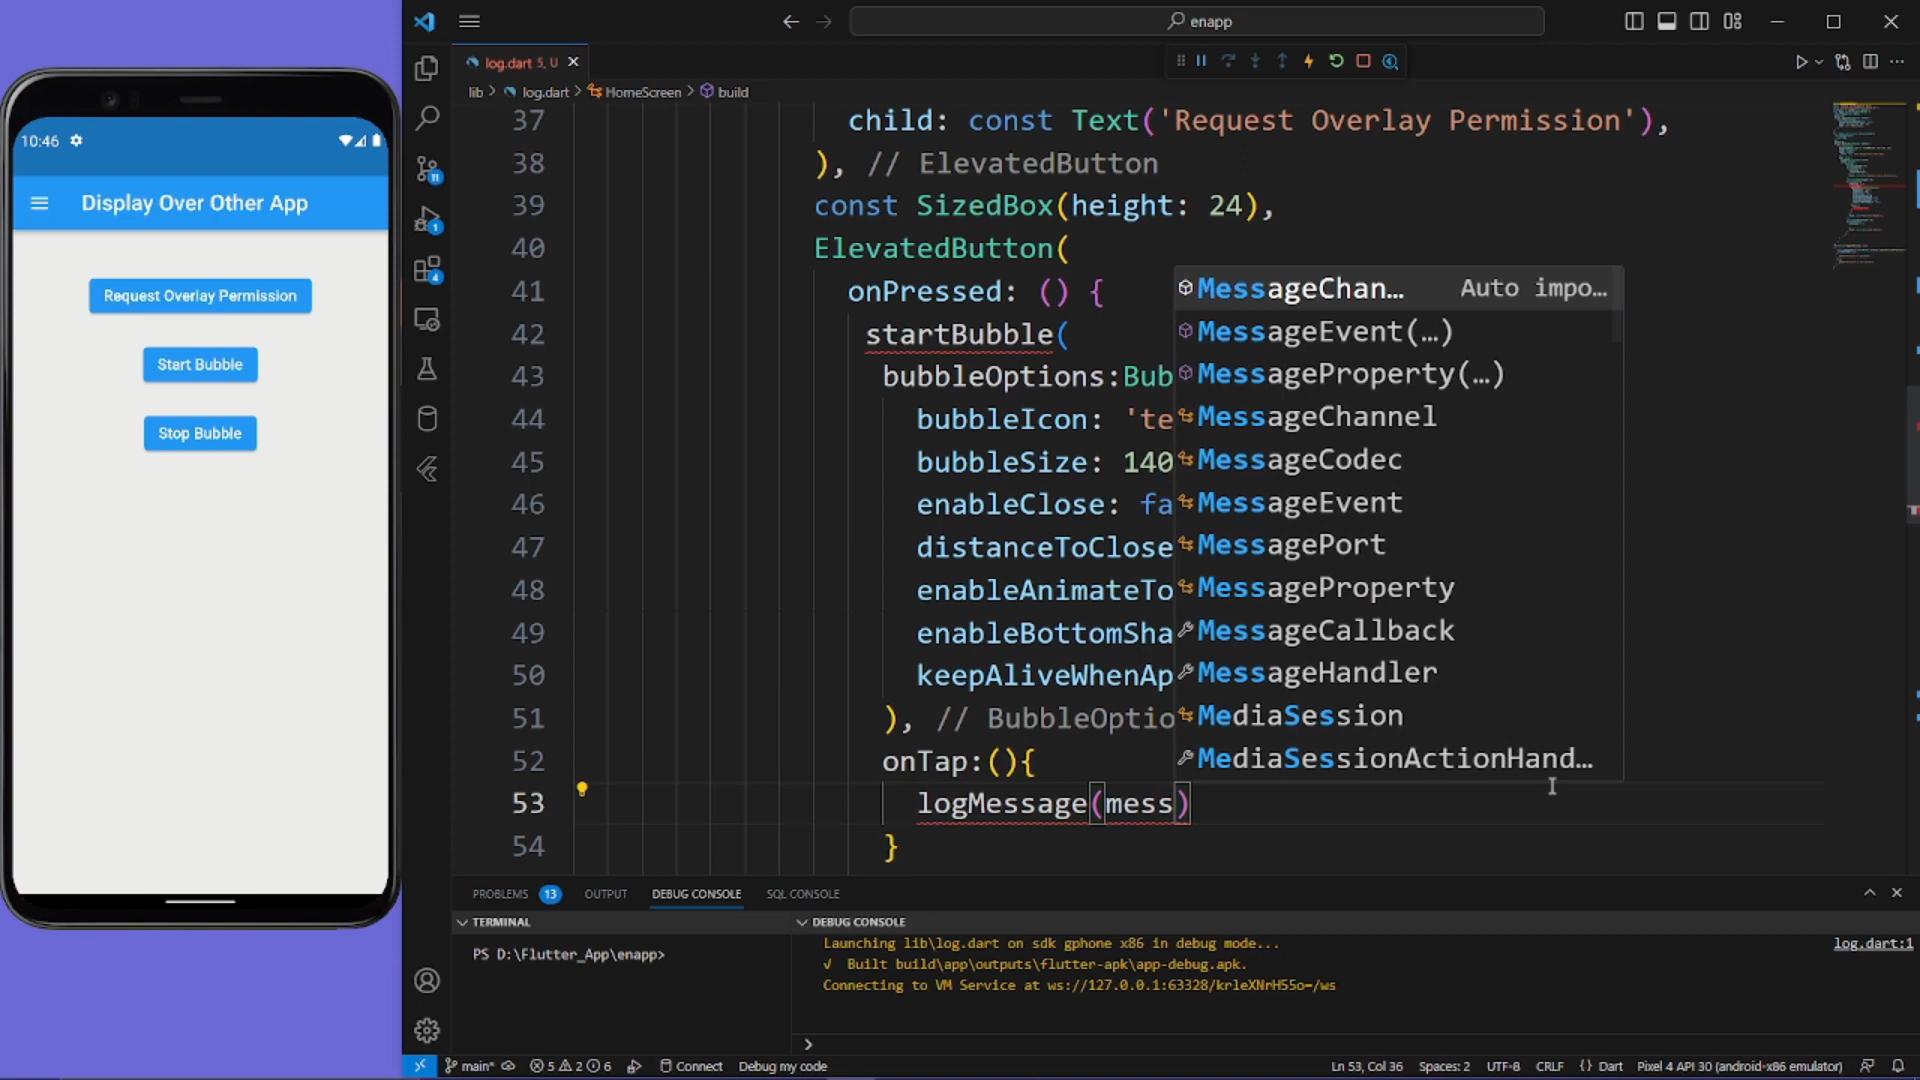 10:46
Display Over Other App
Request Overlay Permission
Start Bubble
Stop Bubble
enapp
log.dart 5, U
lib > log.dart > HomeScreen > build
37 child: const Text('Request Overlay Permission'),
38 ), // ElevatedButton
39 const SizedBox(height: 24),
40 ElevatedButton(
41 onPressed: () {
42 startBubble(
43 bubbleOptions:Bub
44 bubbleIcon: 'te
45 bubbleSize: 140
46 enableClose: fa
47 distanceToClose
48 enableAnimateTo
49 enableBottomSha
50 keepAliveWhenAp
51 ), // BubbleOptio
52 onTap:(){
53 logMessage(mess)
54 }
MessageChan… Auto impo…
MessageEvent(…)
MessageProperty(…)
MessageChannel
MessageCodec
MessageEvent
MessagePort
MessageProperty
MessageCallback
MessageHandler
MediaSession
MediaSessionActionHand…
11
1
4
PROBLEMS 13 OUTPUT DEBUG CONSOLE SQL CONSOLE
TERMINAL
PS D:\Flutter_App\enapp>
DEBUG CONSOLE
Launching lib\log.dart on sdk gphone x86 in debug mode...
log.dart:1
√ Built build\app\outputs\flutter-apk\app-debug.apk.
Connecting to VM Service at ws://127.0.0.1:63328/krleXNrH55o=/ws
main* 5 2 6 Connect Debug my code Ln 53, Col 36 Spaces: 2 UTF-8 CRLF {} Dart Pixel 4 API 30 (android-x86 emulator)